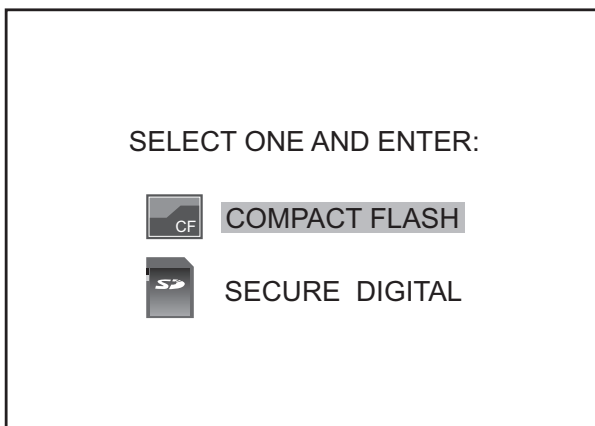 SELECT ONE AND ENTER:
CF COMPACT FLASH
SD SECURE DIGITAL